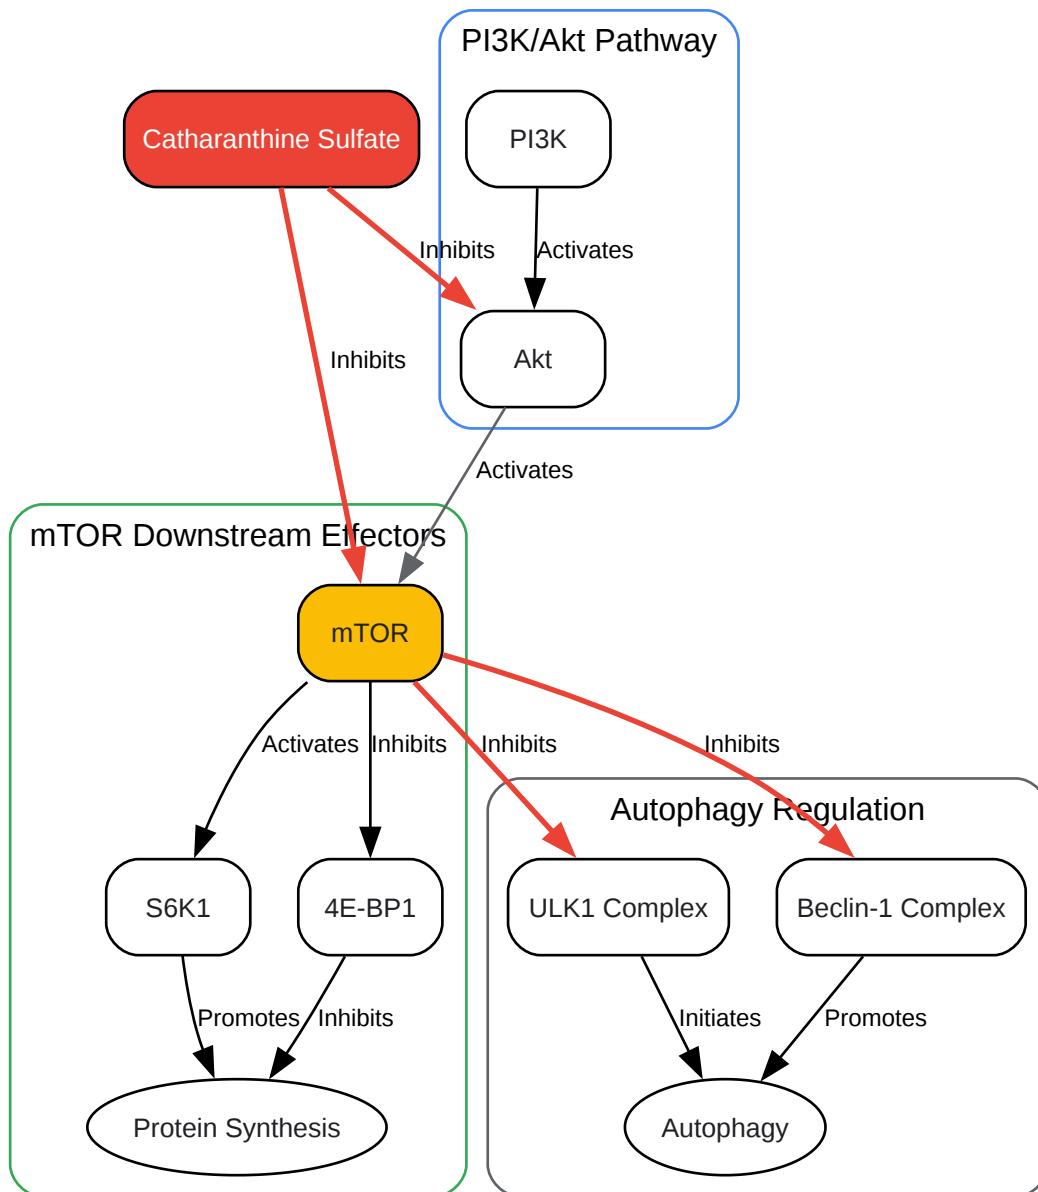 PI3K/Akt Pathway
Catharanthine Sulfate
PI3K
Inhibits
Activates
Inhibits
Akt
Activates
mTOR Downstream Effectors
mTOR
Activates
Inhibits
Inhibits
Inhibits
Autophagy Regulation
S6K1
4E-BP1
ULK1 Complex
Beclin-1 Complex
Promotes
Inhibits
Initiates
Promotes
Protein Synthesis
Autophagy